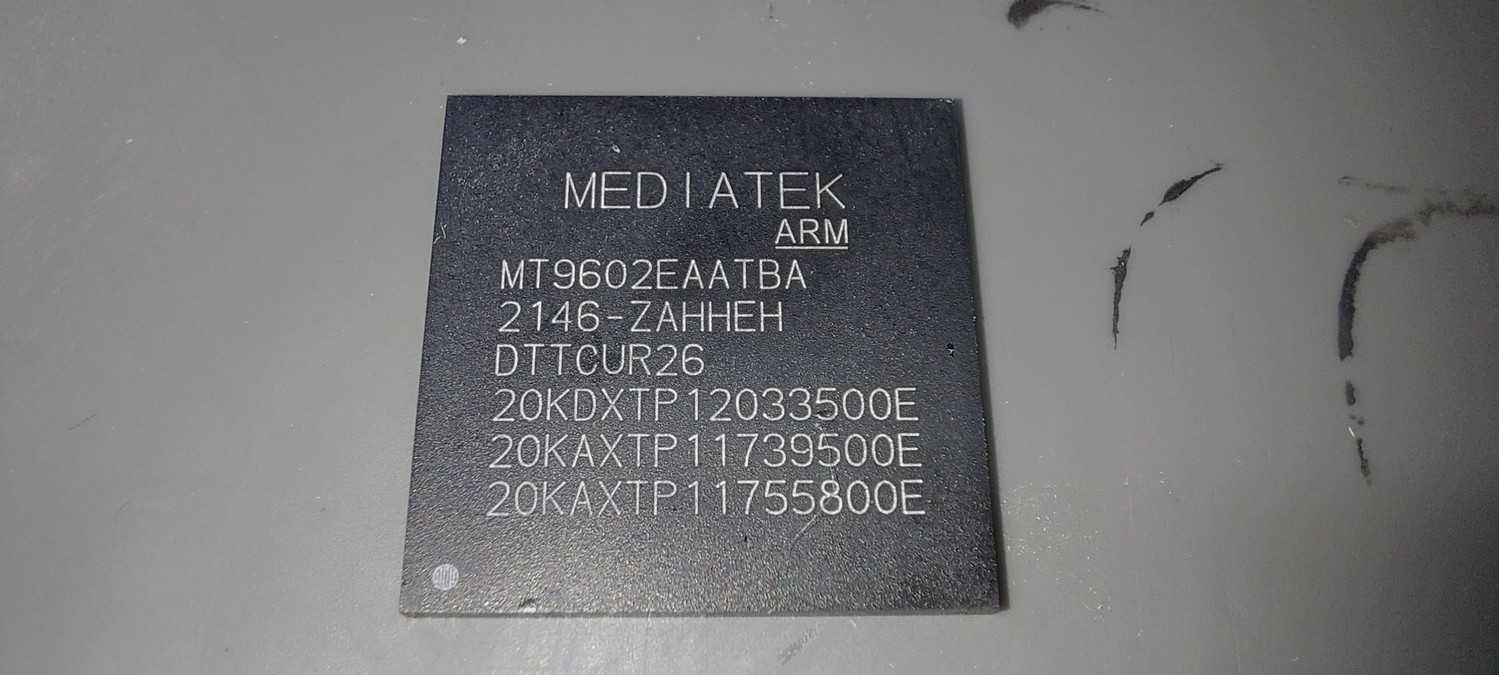 MEDIATEK
ARM
MT9602EAATBA
2146-ZAHHEH
DTTCUR26
20KDXTP12033500E
20KAXTP11739500E
20KAXTP11755800E